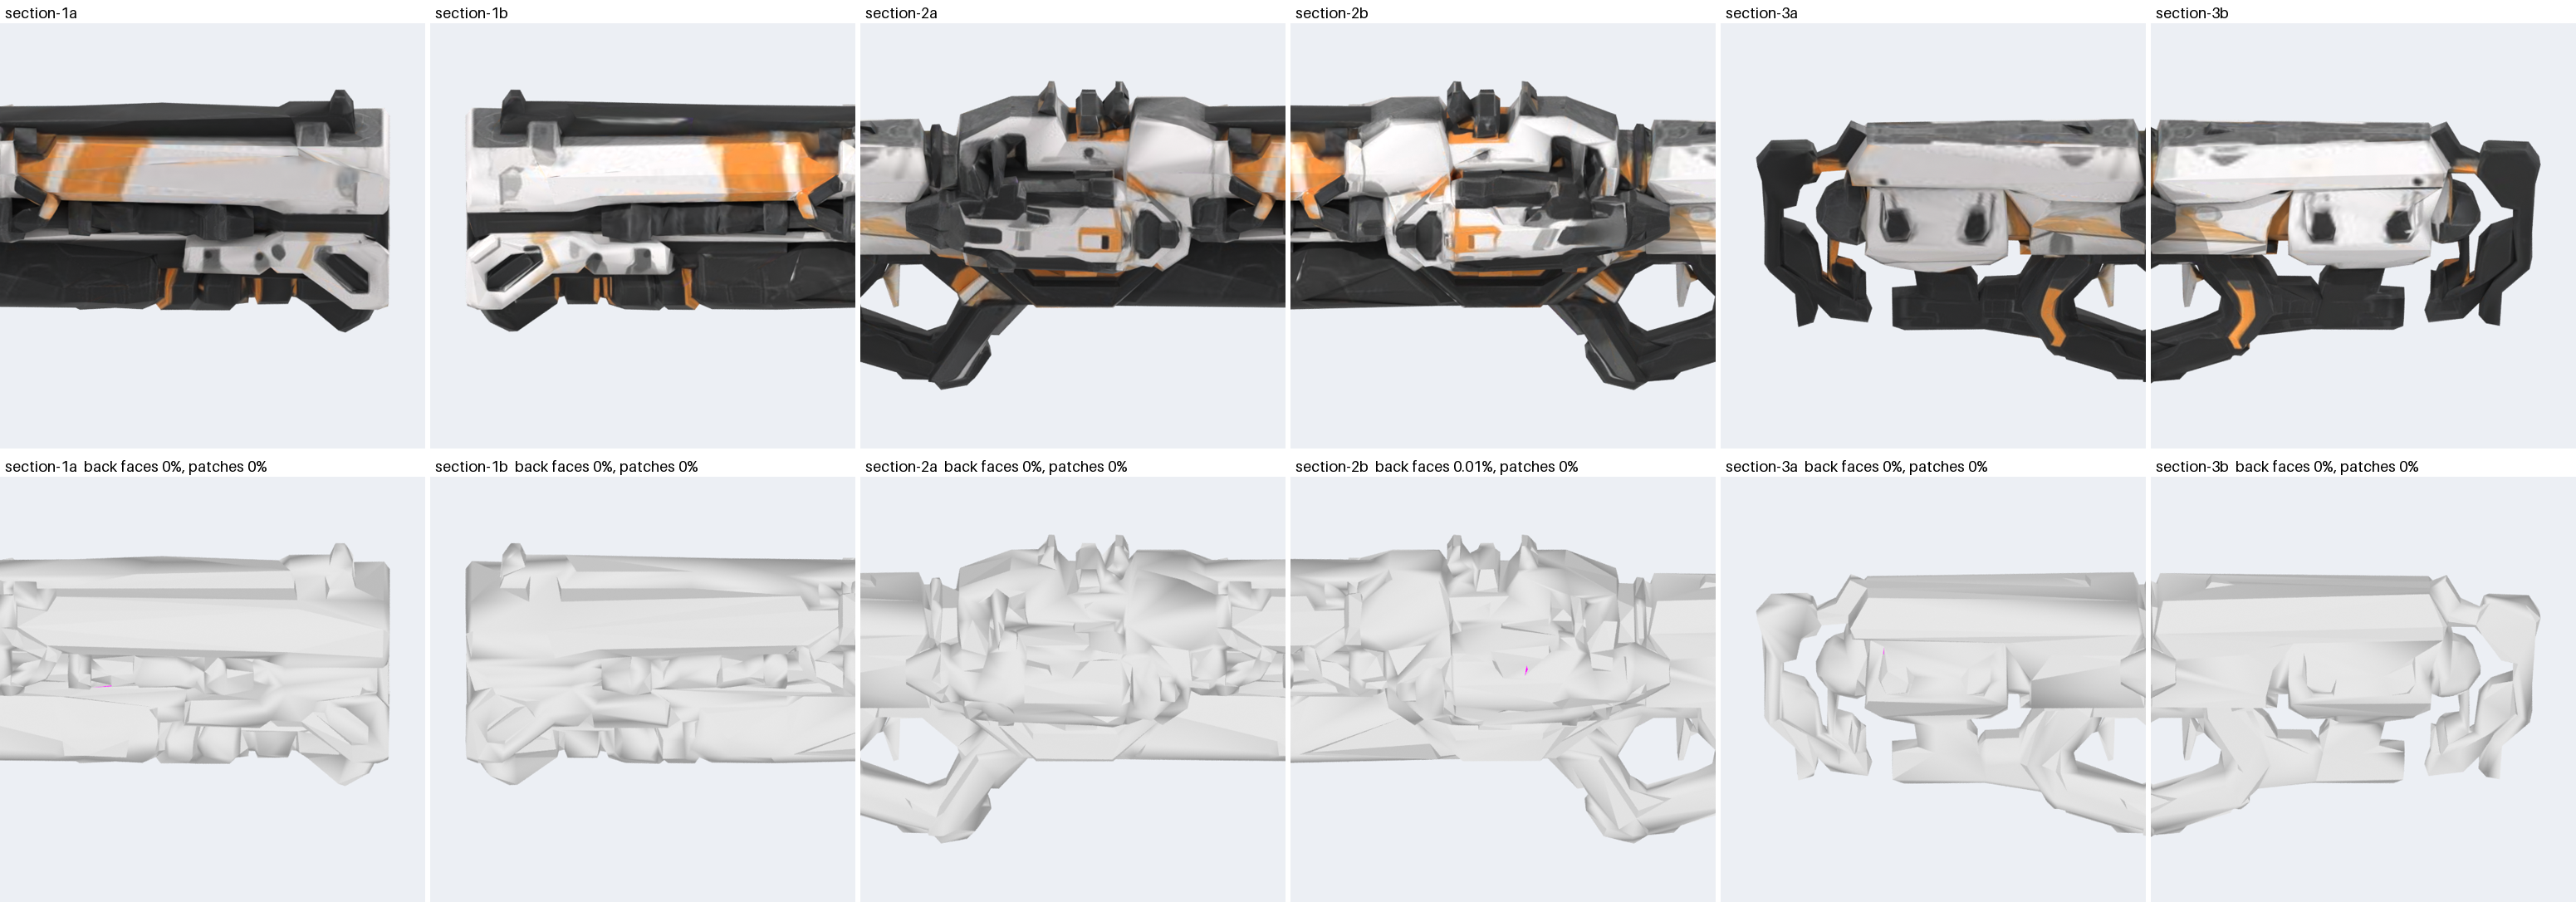 section-1a
section-1b
section-2a
section-2b
section-3a
section-3b
section-1a back faces 0%, patches 0%
section-1b back faces 0%, patches 0%
section-2a back faces 0%, patches 0%
section-2b back faces 0.01%, patches 0%
section-3a back faces 0%, patches 0%
section-3b back faces 0%, patches 0%